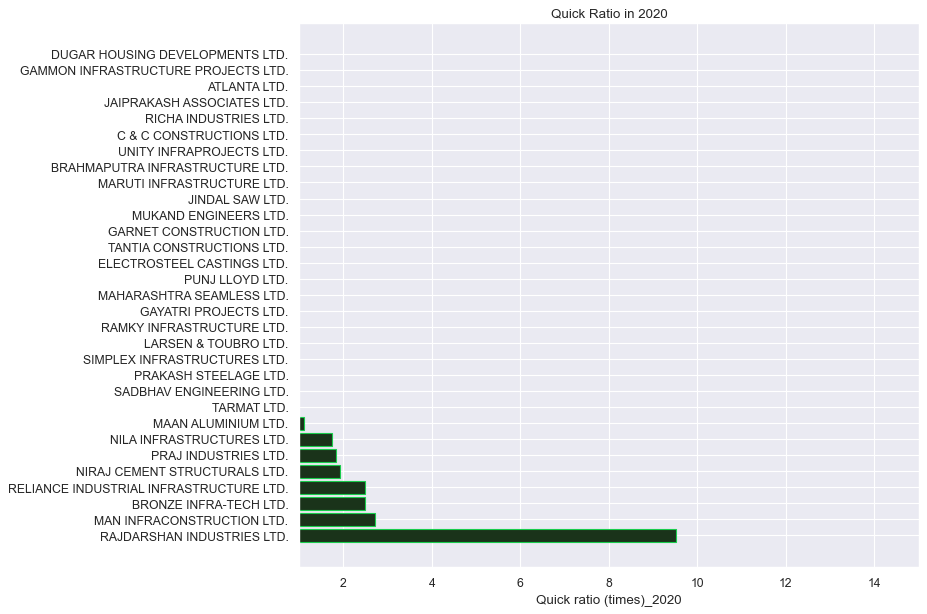 Quick Ratio in 2020
DUGAR HOUSING DEVELOPMENTS LTD.
GAMMON INFRASTRUCTURE PROJECTS LTD.
ATLANTA LTD.
JAIPRAKASH ASSOCIATES LTD.
RICHA INDUSTRIES LTD.
C & C CONSTRUCTIONS LTD.
UNITY INFRAPROJECTS LTD.
BRAHMAPUTRA INFRASTRUCTURE LTD.
MARUTI INFRASTRUCTURE LTD.
JINDAL SAW LTD.
MUKAND ENGINEERS LTD.
GARNET CONSTRUCTION LTD.
TANTIA CONSTRUCTIONS LTD.
ELECTROSTEEL CASTINGS LTD.
PUNJ LLOYD LTD.
MAHARASHTRA SEAMLESS LTD.
GAYATRI PROJECTS LTD.
RAMKY INFRASTRUCTURE LTD.
LARSEN & TOUBRO LTD.
SIMPLEX INFRASTRUCTURES LTD.
PRAKASH STEELAGE LTD.
SADBHAV ENGINEERING LTD.
TARMAT LTD.
MAAN ALUMINIUM LTD.
NILA INFRASTRUCTURES LTD.
PRAJ INDUSTRIES LTD.
NIRAJ CEMENT STRUCTURALS LTD.
RELIANCE INDUSTRIAL INFRASTRUCTURE LTD.
BRONZE INFRA-TECH LTD.
MAN INFRACONSTRUCTION LTD.
RAJDARSHAN INDUSTRIES LTD.
2 4 6 8 10 12 14
Quick ratio (times)_2020